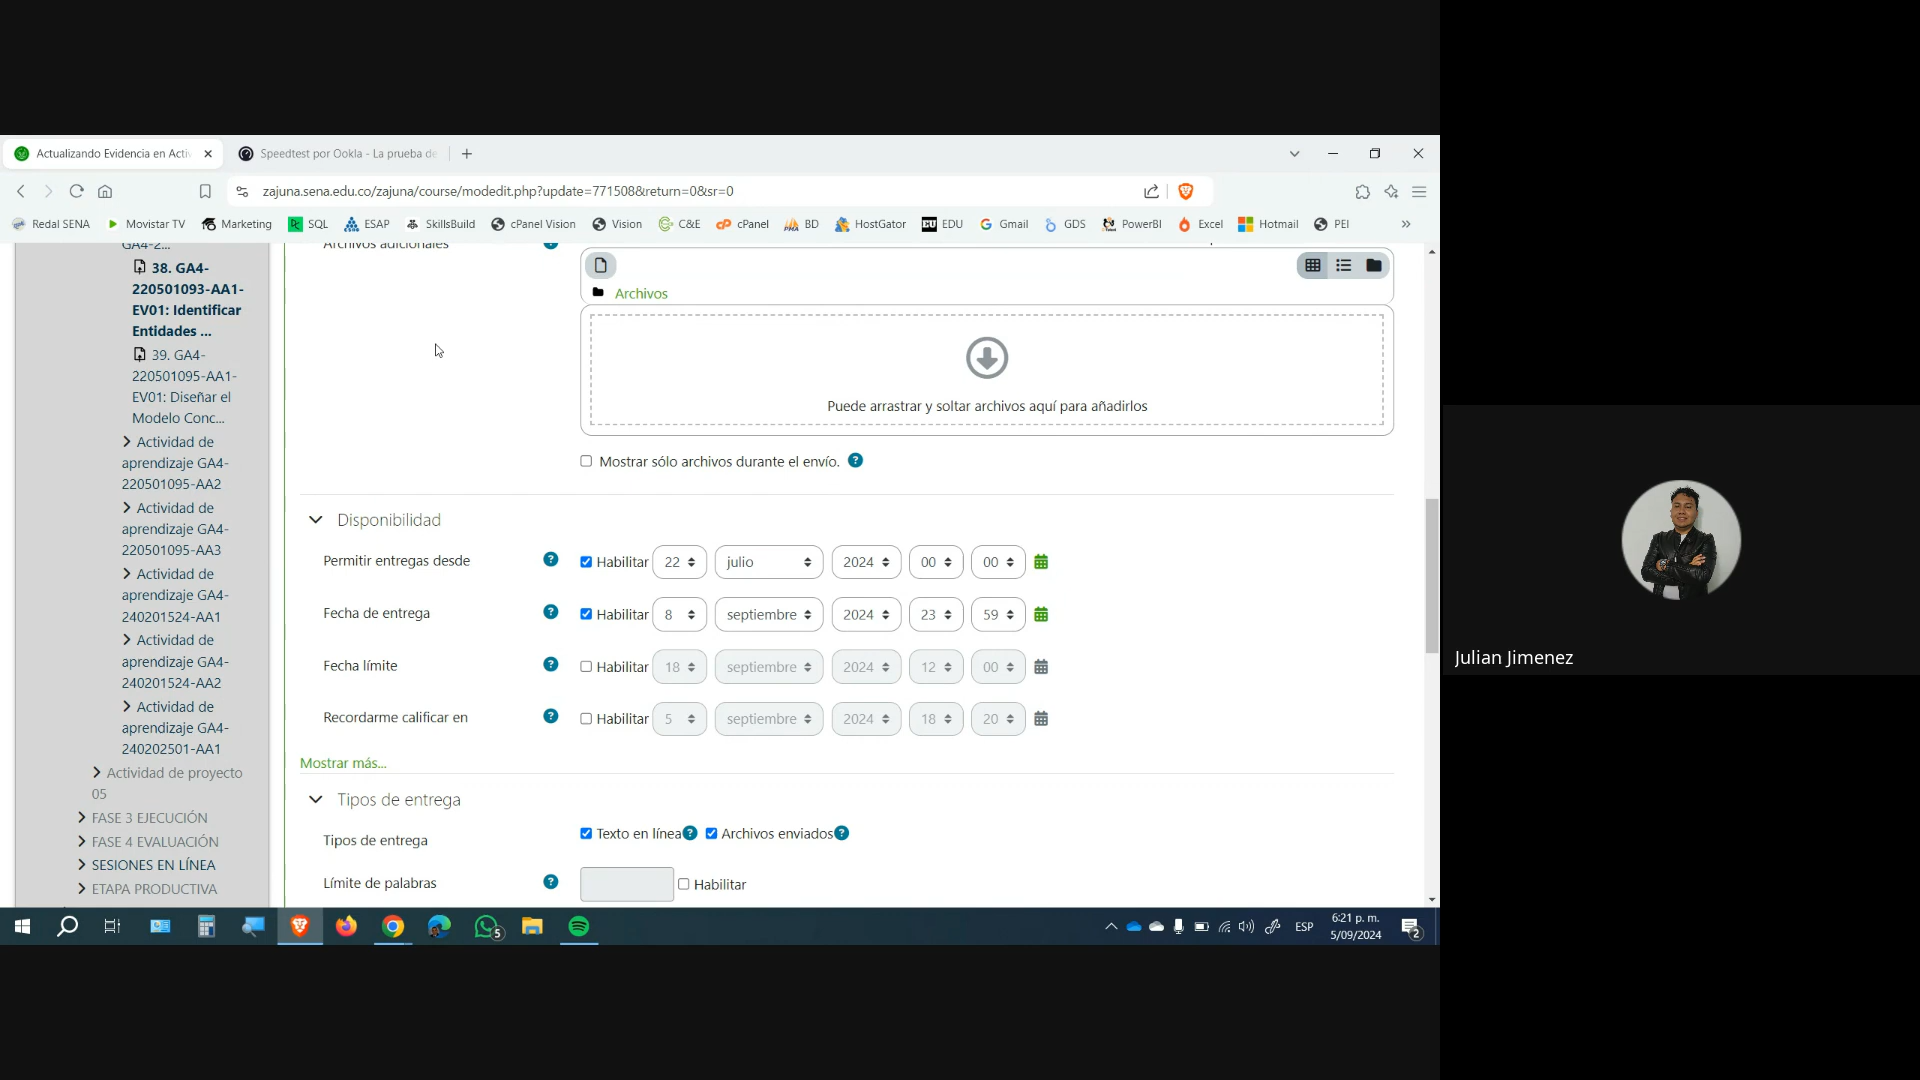 Actualizando Evidencia en Activ
Speedtest por Ookla - La prueba de
zajuna.sena.edu.co/zajuna/course/modedit.php?update=771508&return=0&sr=0
Redal SENA
Movistar TV
Marketing
SQL
ESAP
SkillsBuild
cPanel Vision
Vision
C&E
cPanel
BD
HostGator
EDU
Gmail
GDS
PowerBI
Excel
Hotmail
PEI
GA4-2...
38. GA4-
220501093-AA1-
EV01: Identificar
Entidades ...
39. GA4-
220501095-AA1-
EV01: Diseñar el
Modelo Conc...
Actividad de
aprendizaje GA4-
220501095-AA2
Actividad de
aprendizaje GA4-
220501095-AA3
Actividad de
aprendizaje GA4-
240201524-AA1
Actividad de
aprendizaje GA4-
240201524-AA2
Actividad de
aprendizaje GA4-
240202501-AA1
Actividad de proyecto
05
FASE 3 EJECUCIÓN
FASE 4 EVALUACIÓN
SESIONES EN LÍNEA
ETAPA PRODUCTIVA
Archivos adicionales
Archivos
Puede arrastrar y soltar archivos aquí para añadirlos
Mostrar sólo archivos durante el envío.
Disponibilidad
Permitir entregas desde ? Habilitar 22 julio 2024 00 00
Fecha de entrega ? Habilitar 8 septiembre 2024 23 59
Fecha límite ? Habilitar 18 septiembre 2024 12 00
Recordarme calificar en ? Habilitar 5 septiembre 2024 18 20
Mostrar más...
Tipos de entrega
Tipos de entrega Texto en línea ? Archivos enviados ?
Límite de palabras ? Habilitar
Julian Jimenez
5
ESP
6:21 p. m.
5/09/2024
2